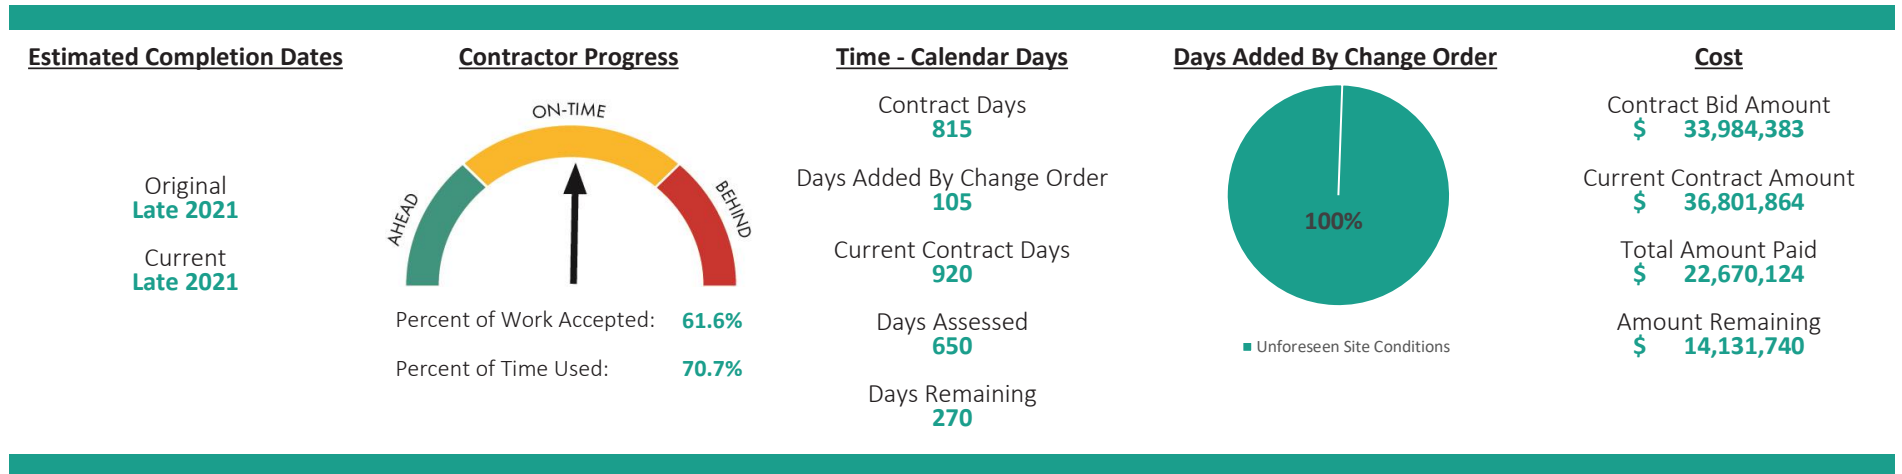 Estimated Completion Dates
Original
Late 2021
Current
Late 2021
Contractor Progress
AHEAD
ON-TIME
BEHIND
Percent of Work Accepted: 61.6%
Percent of Time Used: 70.7%
Time - Calendar Days
Contract Days
815
Days Added By Change Order
105
Current Contract Days
920
Days Assessed
650
Days Remaining
270
Days Added By Change Order
100%
Unforeseen Site Conditions
Cost
Contract Bid Amount
$ 33,984,383
Current Contract Amount
$ 36,801,864
Total Amount Paid
$ 22,670,124
Amount Remaining
$ 14,131,740